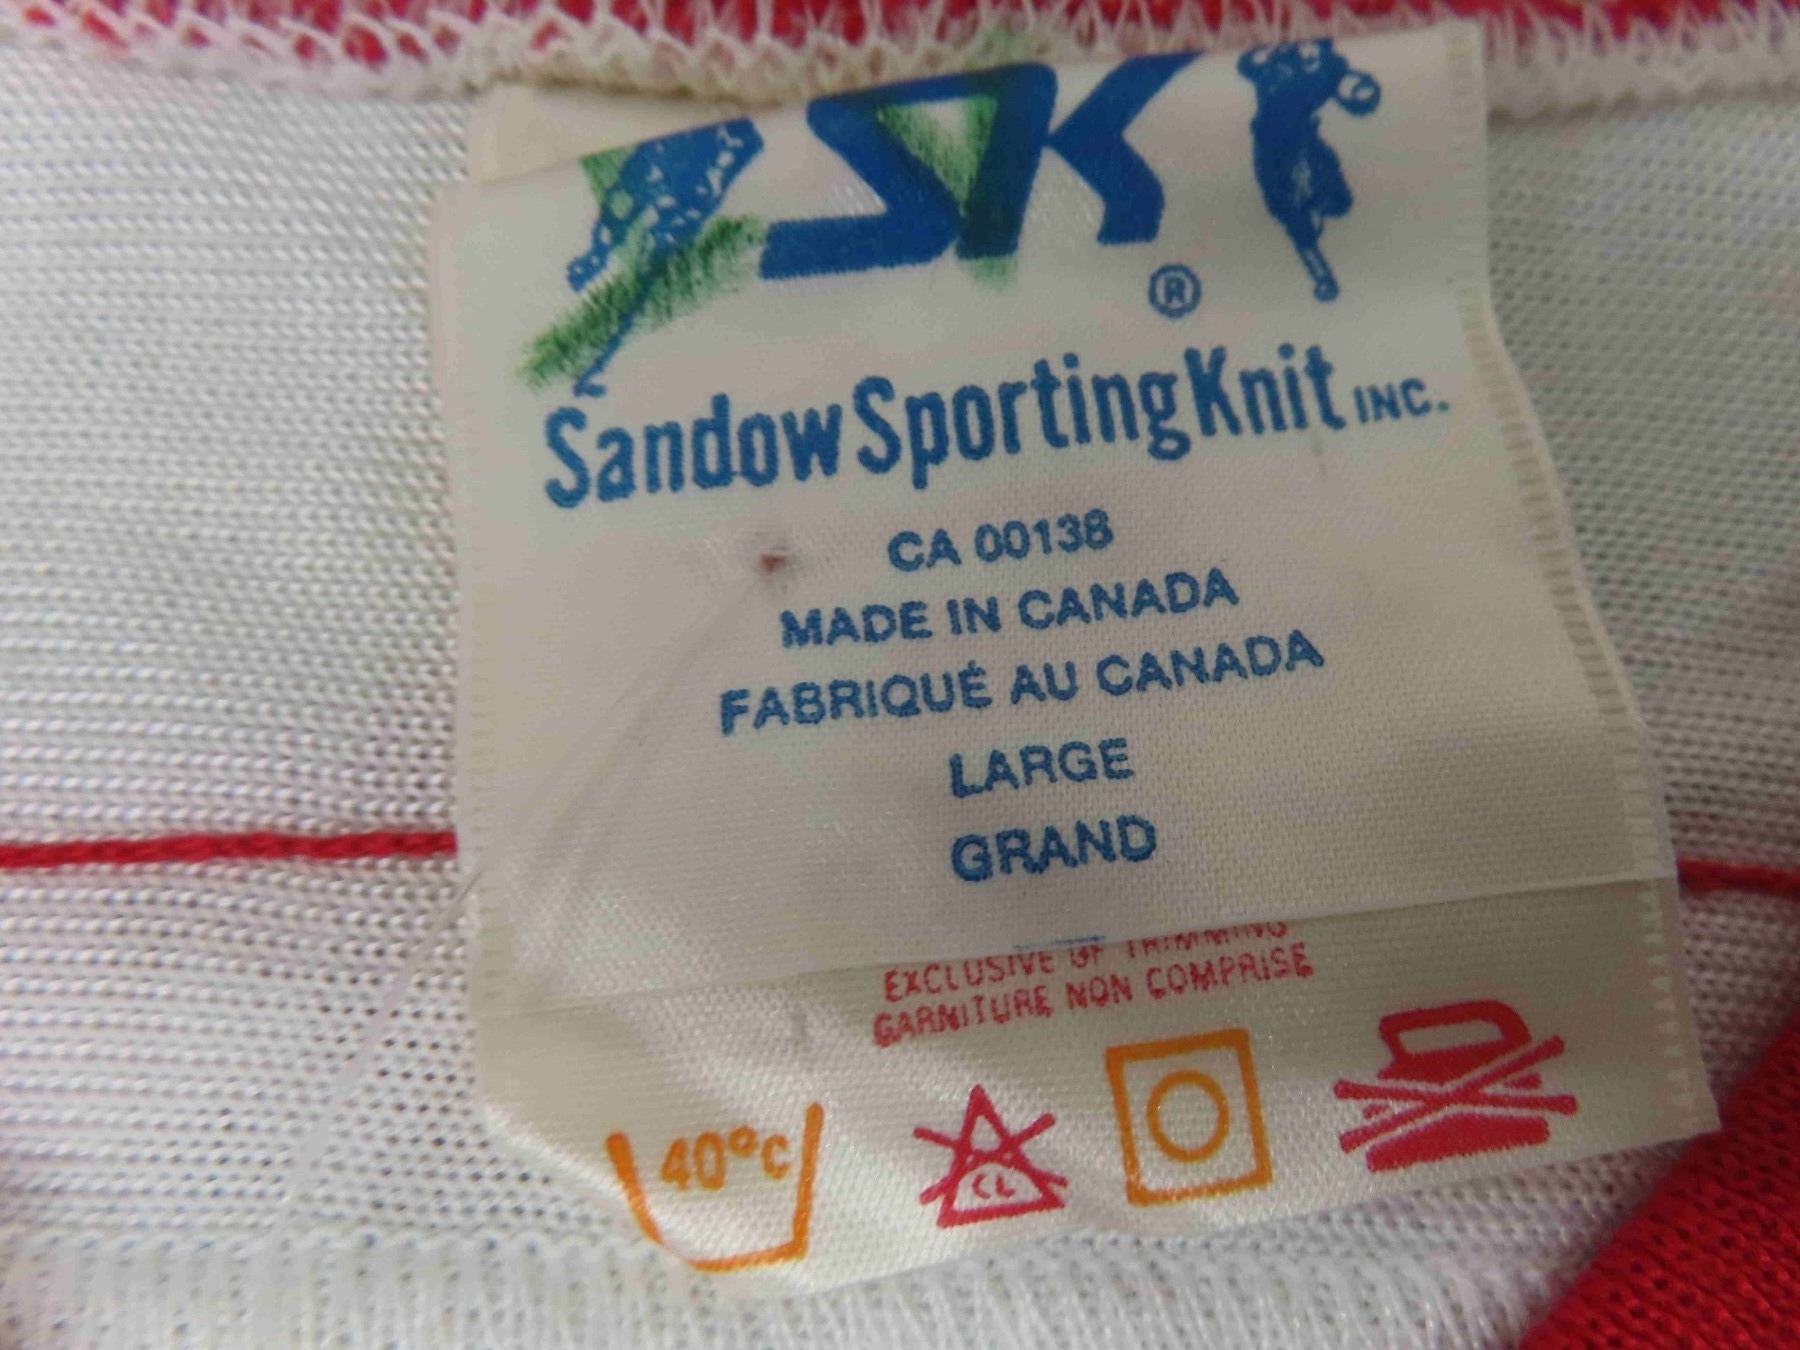 SK
®
Sandow Sporting Knit INC.
CA 00138
MADE IN CANADA
FABRIQUÉ AU CANADA
LARGE
GRAND
EXCLUSIVE OF TRIMMING
GARNITURE NON COMPRISE
40°C
CL